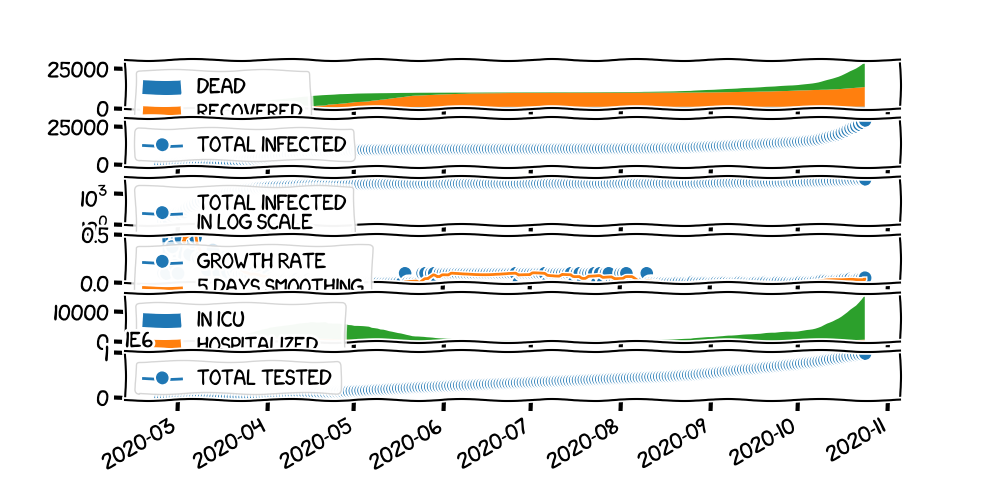 25000
0
DEAD
RECOVERED
25000
0
TOTAL INFECTED
10³
10⁰
TOTAL INFECTED
IN LOG SCALE
0.5
0.0
GROWTH RATE
5 DAYS SMOOTHING
10000
0
IN ICU
HOSPITALIZED
1E6
1
0
TOTAL TESTED
2020-03
2020-04
2020-05
2020-06
2020-07
2020-08
2020-09
2020-10
2020-11